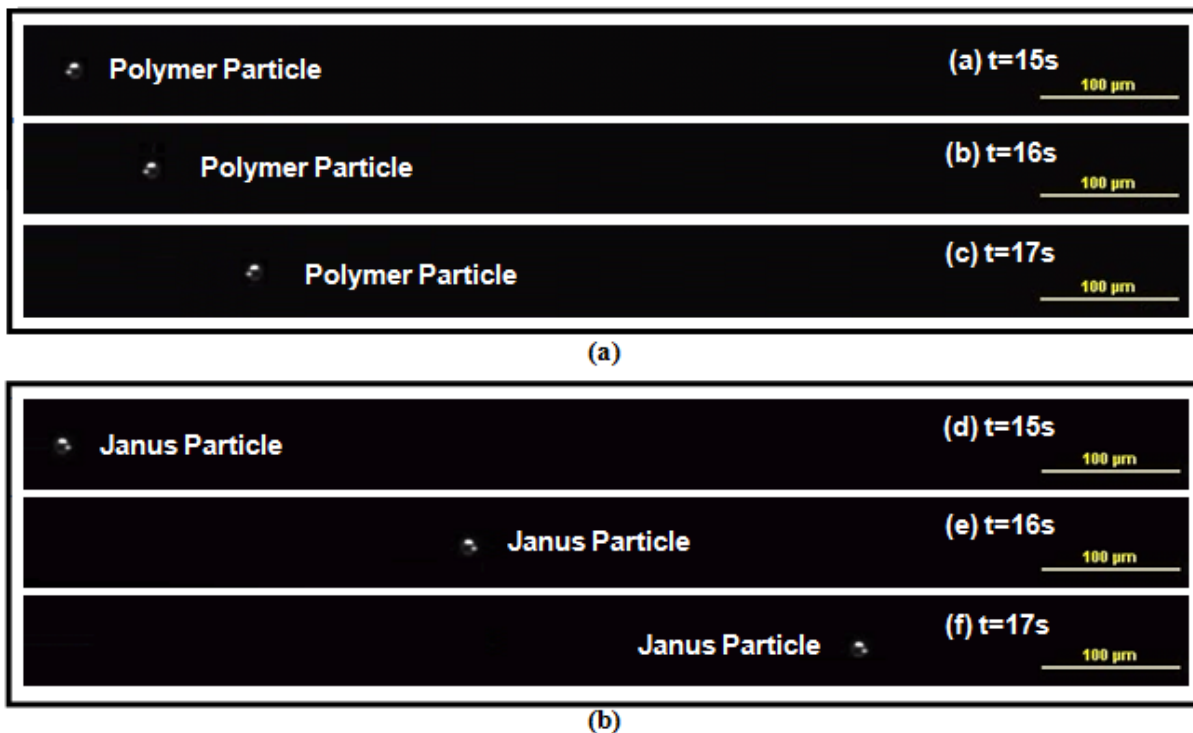 Polymer Particle
(a) t=15s
100 µm
Polymer Particle
(b) t=16s
100 µm
Polymer Particle
(c) t=17s
100 µm
(a)
Janus Particle
(d) t=15s
100 µm
Janus Particle
(e) t=16s
100 µm
Janus Particle
(f) t=17s
100 µm
(b)